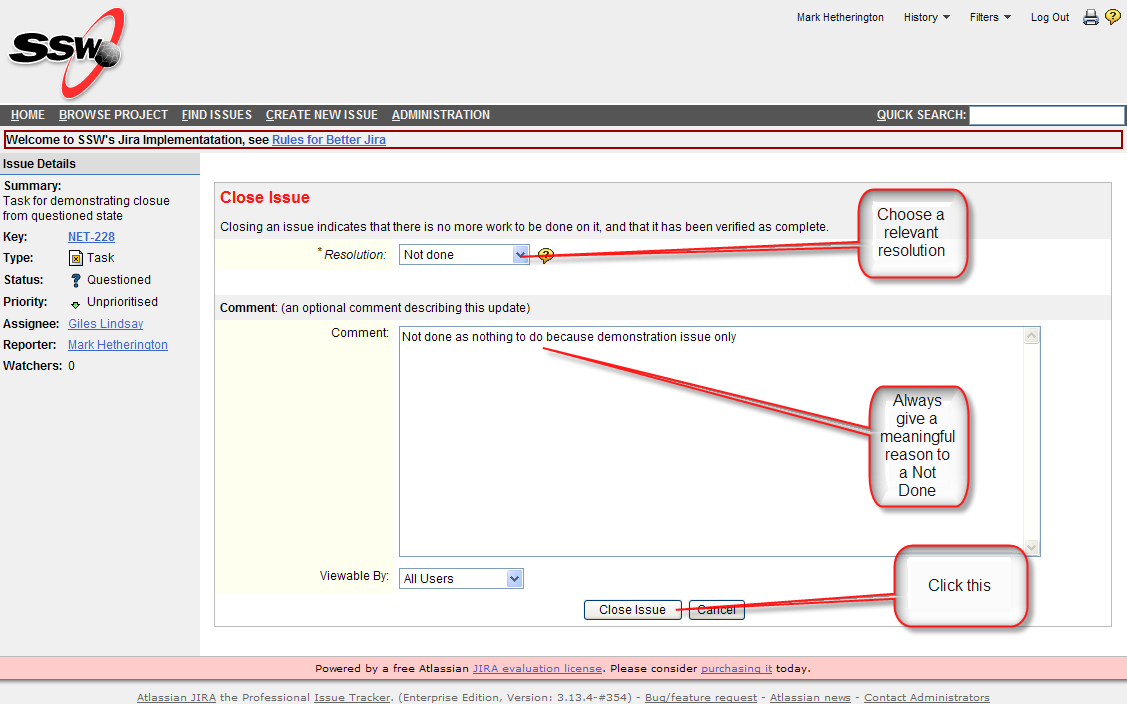 SSW
Mark Hetherington History Filters Log Out
HOME BROWSE PROJECT FIND ISSUES CREATE NEW ISSUE ADMINISTRATION QUICK SEARCH:
Welcome to SSW's Jira Implementatation, see Rules for Better Jira
Issue Details
Summary:
Task for demonstrating closue
from questioned state
Key: NET-228
Type: Task
Status: Questioned
Priority: Unprioritised
Assignee: Giles Lindsay
Reporter: Mark Hetherington
Watchers: 0
Close Issue
Closing an issue indicates that there is no more work to be done on it, and that it has been verified as complete.
* Resolution: Not done
Choose a
relevant
resolution
Comment: (an optional comment describing this update)
Comment: Not done as nothing to do because demonstration issue only
Always
give a
meaningful
reason to
a Not
Done
Viewable By: All Users
Close Issue Cancel
Click this
Powered by a free Atlassian JIRA evaluation license. Please consider purchasing it today.
Atlassian JIRA the Professional Issue Tracker. (Enterprise Edition, Version: 3.13.4-#354) - Bug/feature request - Atlassian news - Contact Administrators